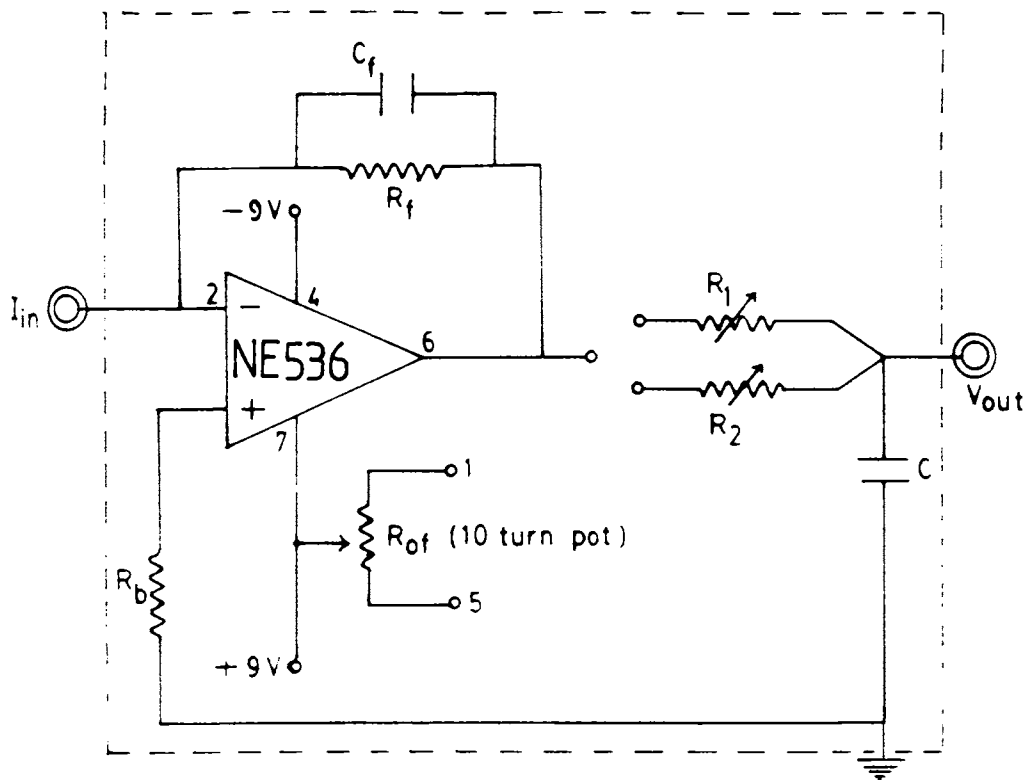 C_f
R_f
−9V
I_in
2
−
4
NE536
6
+
7
R_1
R_2
V_out
C
1
R_of (10 turn pot)
5
R_b
+9V